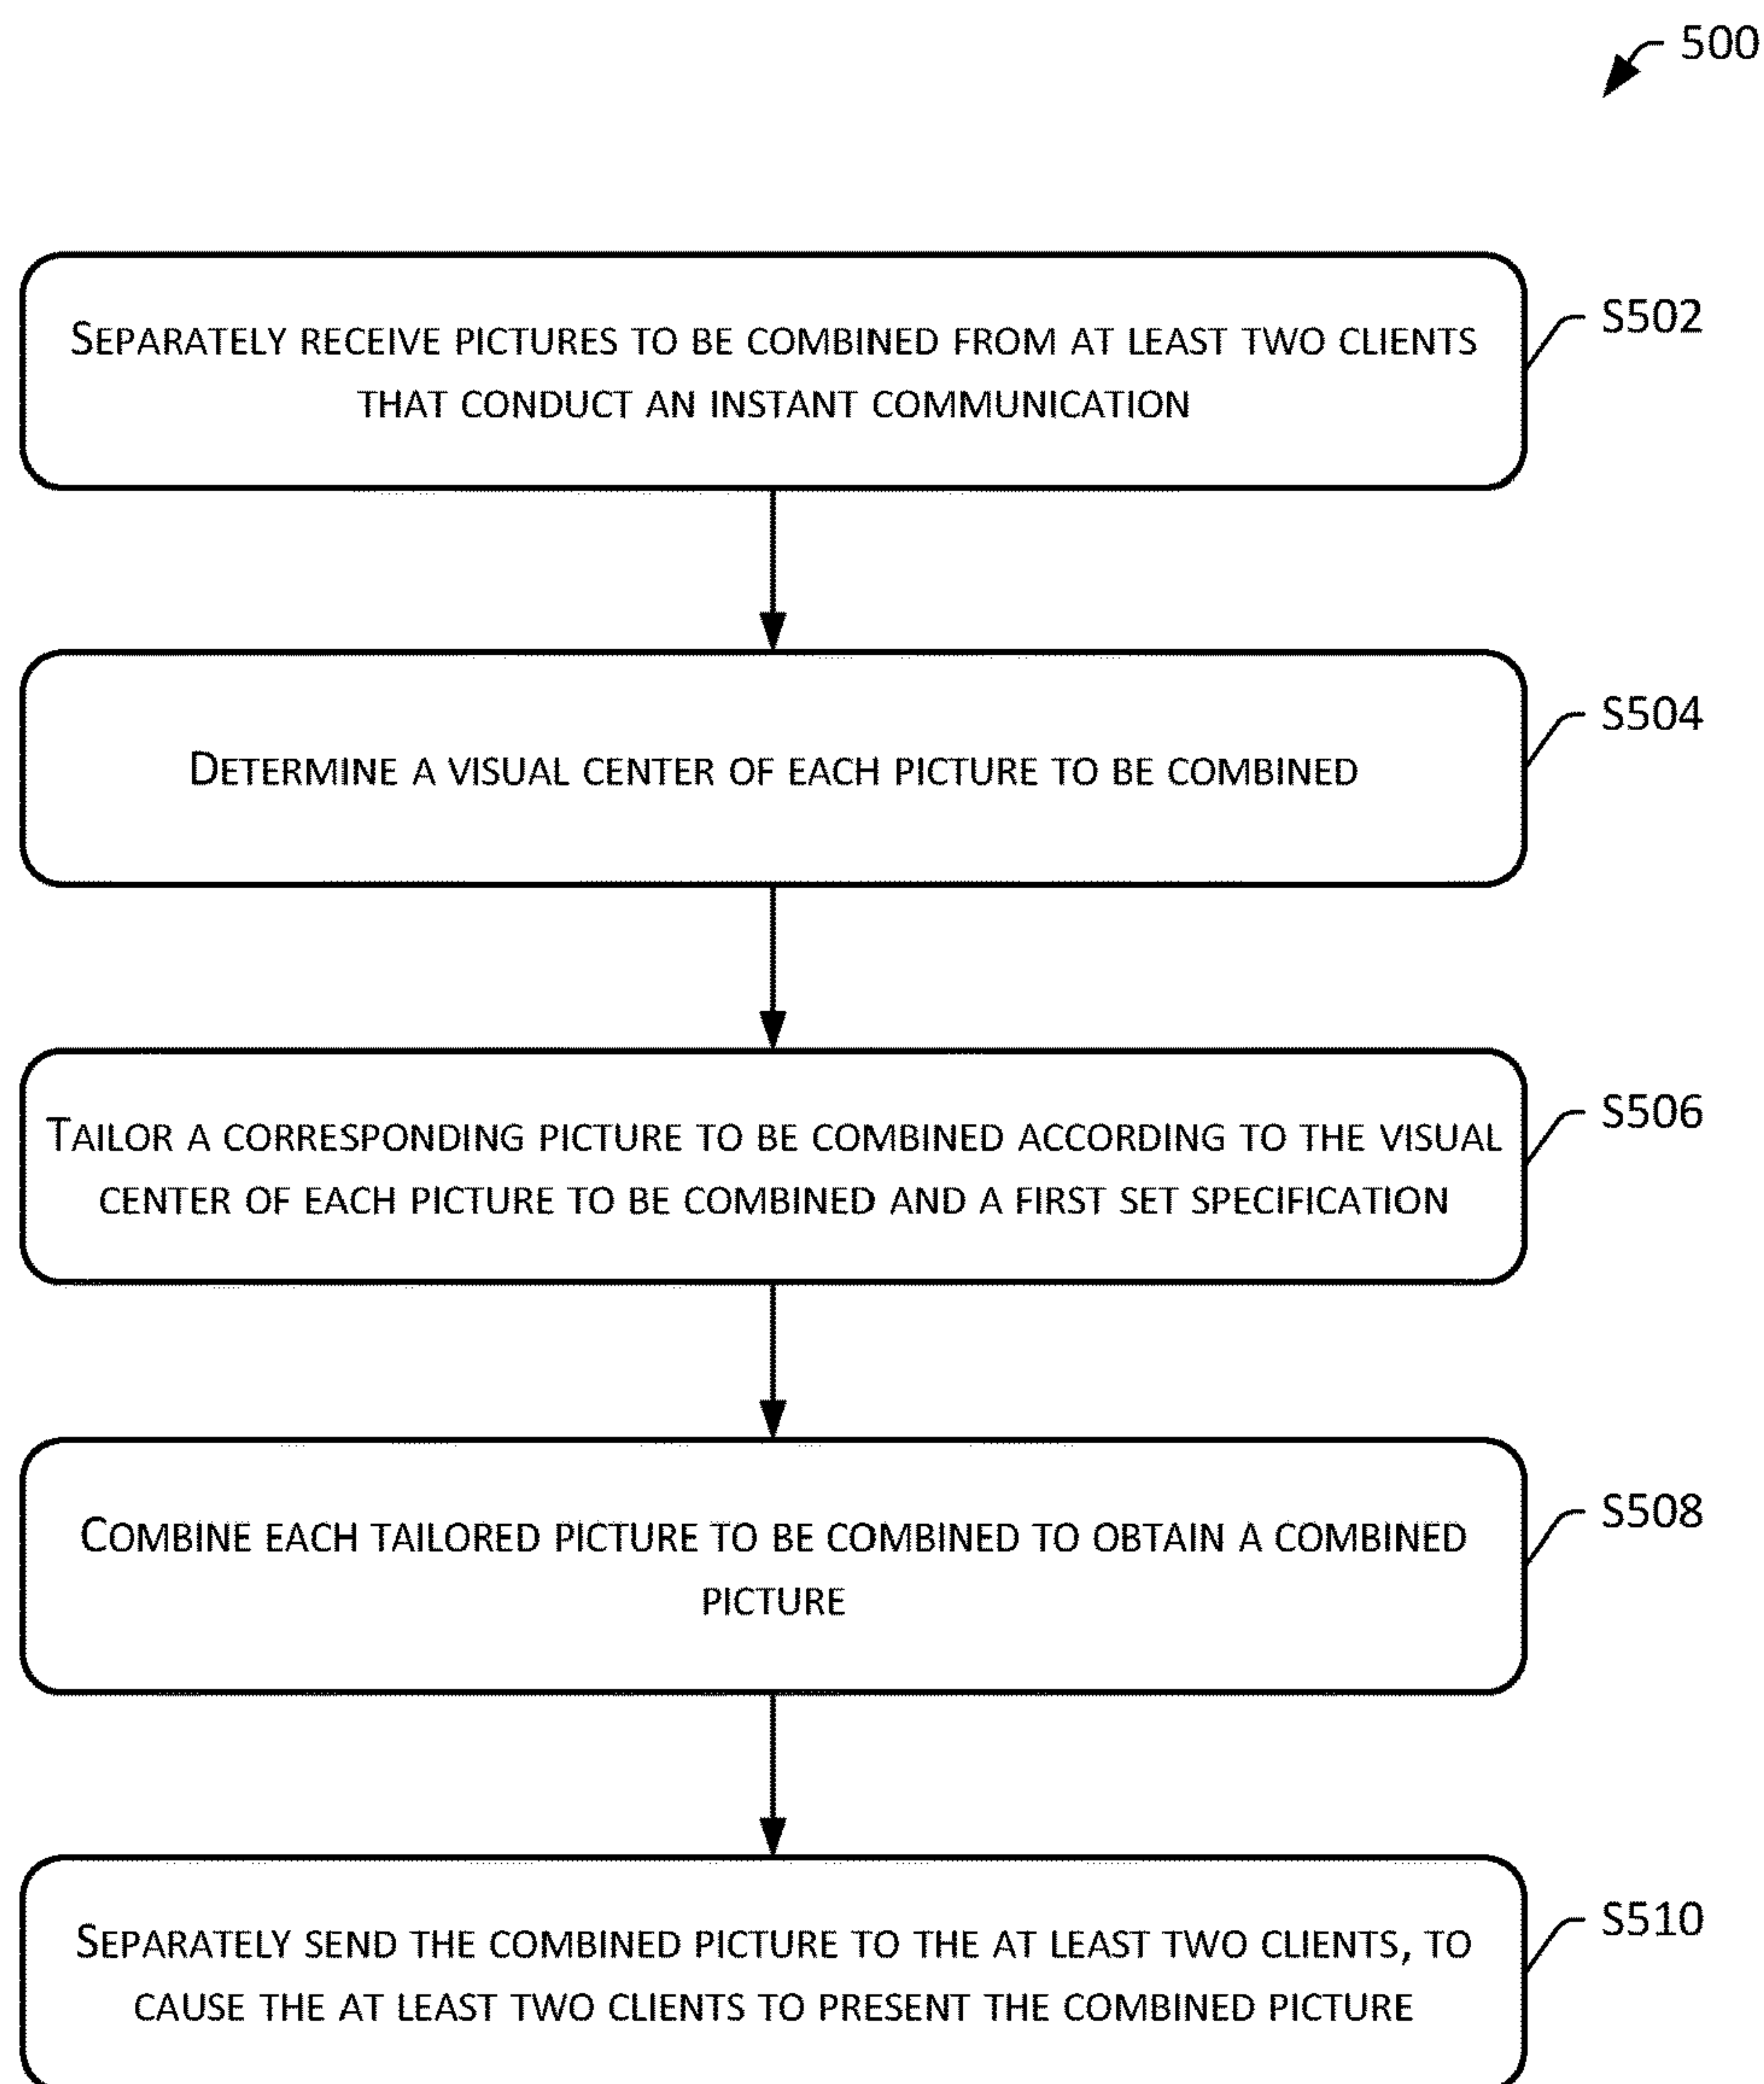 500
SEPARATELY RECEIVE PICTURES TO BE COMBINED FROM AT LEAST TWO CLIENTS
THAT CONDUCT AN INSTANT COMMUNICATION
S502
DETERMINE A VISUAL CENTER OF EACH PICTURE TO BE COMBINED
S504
TAILOR A CORRESPONDING PICTURE TO BE COMBINED ACCORDING TO THE VISUAL
CENTER OF EACH PICTURE TO BE COMBINED AND A FIRST SET SPECIFICATION
S506
COMBINE EACH TAILORED PICTURE TO BE COMBINED TO OBTAIN A COMBINED
PICTURE
S508
SEPARATELY SEND THE COMBINED PICTURE TO THE AT LEAST TWO CLIENTS, TO
CAUSE THE AT LEAST TWO CLIENTS TO PRESENT THE COMBINED PICTURE
S510